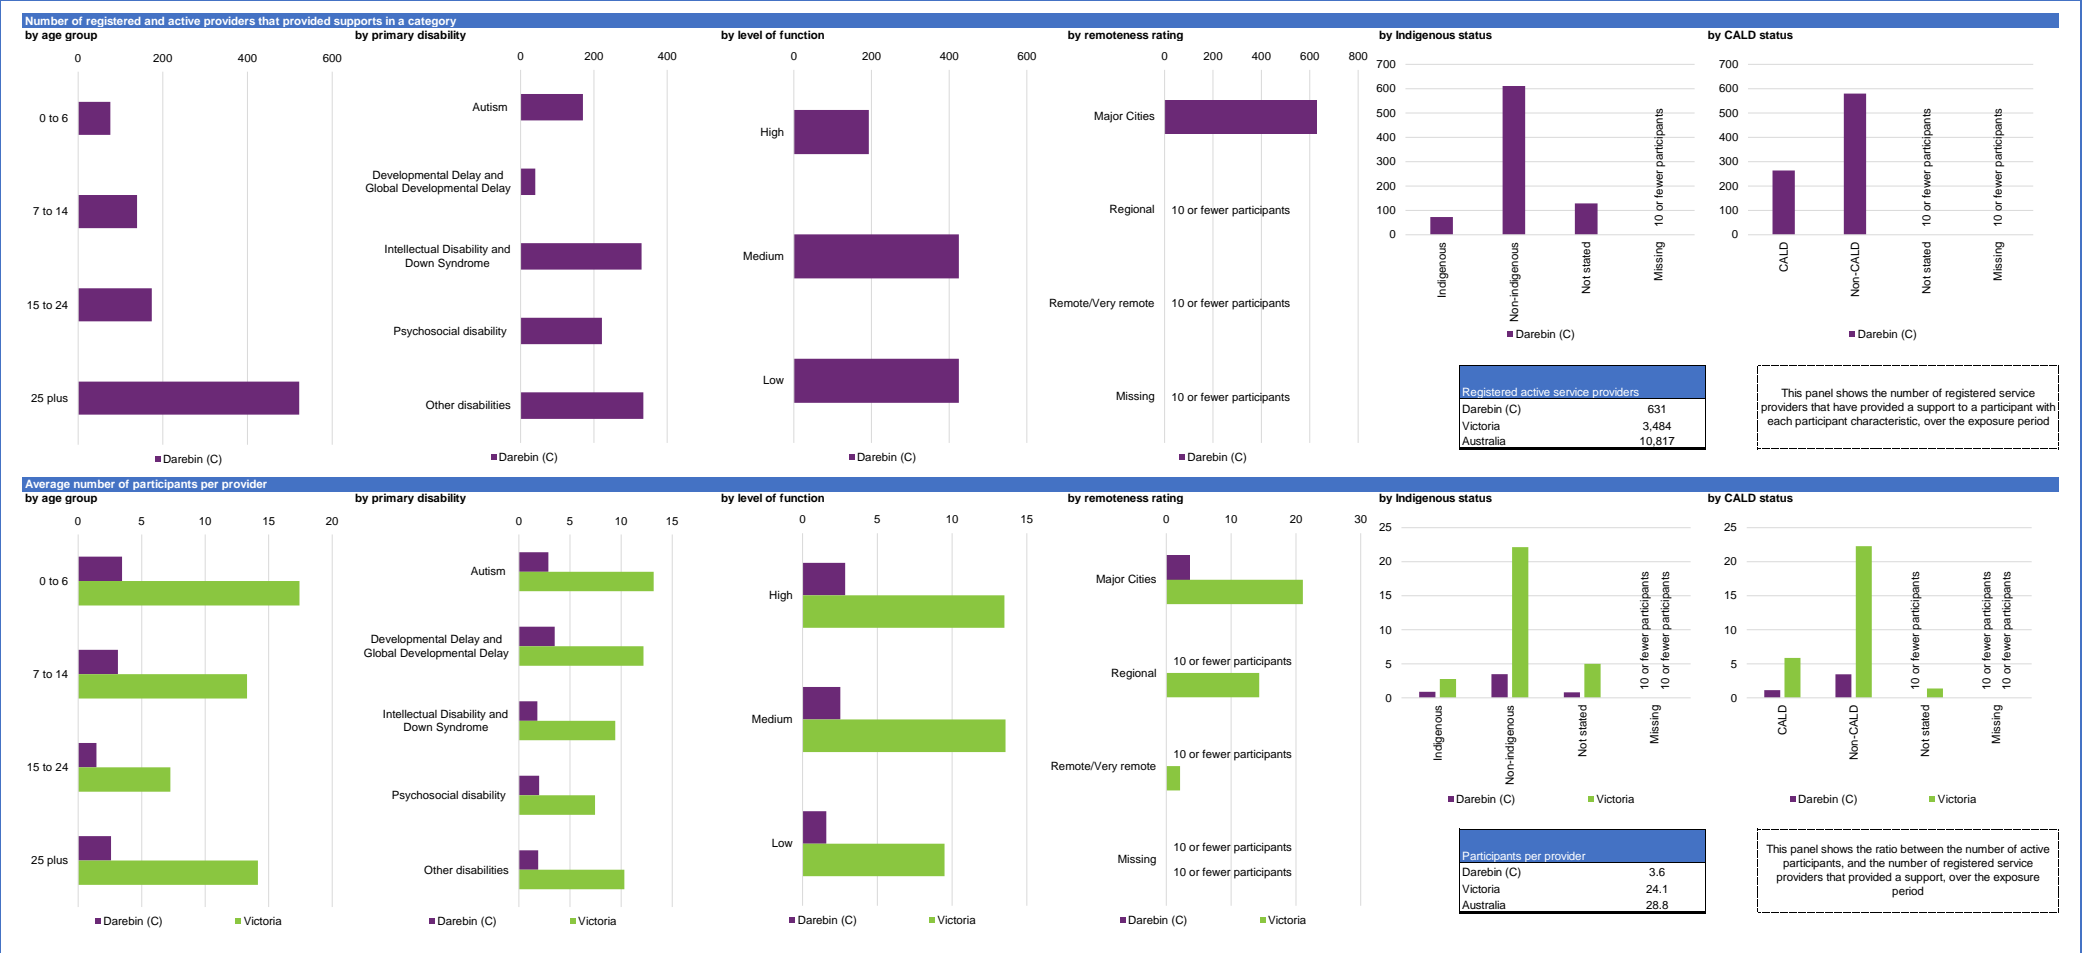 Number of registered and active providers that provided supports in a category
by age group
0 200 400 600
0 to 6
7 to 14
15 to 24
25 plus
Darebin (C)
by primary disability
0 200 400
Autism
Developmental Delay and
Global Developmental Delay
Intellectual Disability and
Down Syndrome
Psychosocial disability
Other disabilities
Darebin (C)
by level of function
0 200 400 600
High
Medium
Low
Darebin (C)
by remoteness rating
0 200 400 600 800
Major Cities
Regional 10 or fewer participants
Remote/Very remote 10 or fewer participants
Missing 10 or fewer participants
Darebin (C)
by Indigenous status
700
600
500
400
300
200
100
0
10 or fewer participants
Indigenous
Non-indigenous
Not stated
Missing
Darebin (C)
by CALD status
700
600
500
400
300
200
100
0
10 or fewer participants
10 or fewer participants
CALD
Non-CALD
Not stated
Missing
Darebin (C)
Registered active service providers
Darebin (C) 631
Victoria 3,484
Australia 10,817
This panel shows the number of registered service
providers that have provided a support to a participant with
each participant characteristic, over the exposure period
Average number of participants per provider
by age group
0 5 10 15 20
0 to 6
7 to 14
15 to 24
25 plus
Darebin (C) Victoria
by primary disability
0 5 10 15
Autism
Developmental Delay and
Global Developmental Delay
Intellectual Disability and
Down Syndrome
Psychosocial disability
Other disabilities
Darebin (C) Victoria
by level of function
0 5 10 15
High
Medium
Low
Darebin (C) Victoria
by remoteness rating
0 10 20 30
Major Cities
10 or fewer participants
Regional
10 or fewer participants
Remote/Very remote
10 or fewer participants
Missing
10 or fewer participants
Darebin (C) Victoria
by Indigenous status
25
20
15
10
5
0
10 or fewer participants
10 or fewer participants
Indigenous
Non-indigenous
Not stated
Missing
Darebin (C) Victoria
by CALD status
25
20
15
10
5
0
10 or fewer participants
10 or fewer participants
10 or fewer participants
CALD
Non-CALD
Not stated
Missing
Darebin (C) Victoria
Participants per provider
Darebin (C) 3.6
Victoria 24.1
Australia 28.8
This panel shows the ratio between the number of active
participants, and the number of registered service
providers that provided a support, over the exposure
period